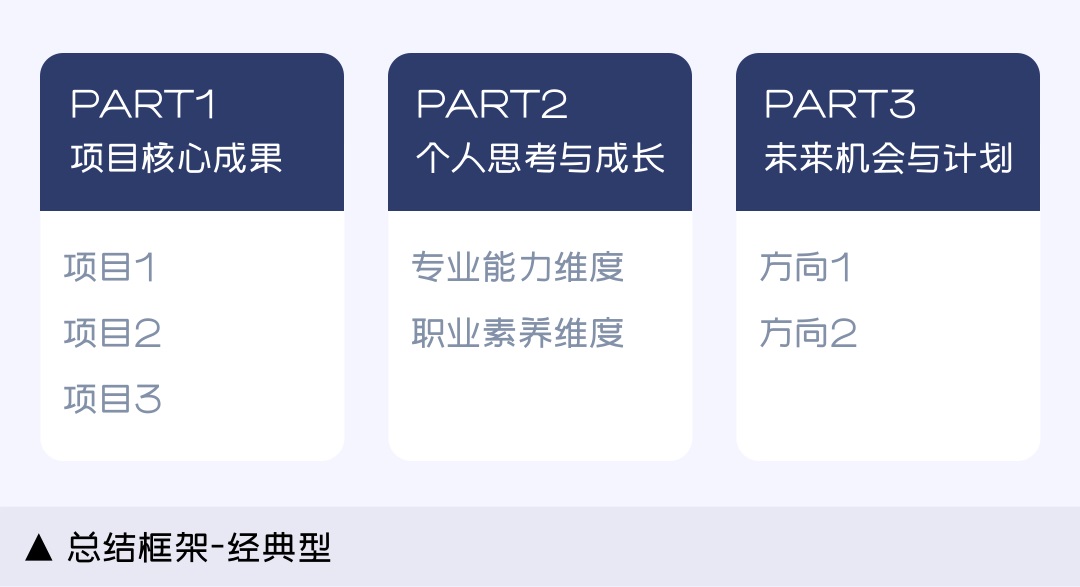 PART1
项目核心成果
项目1
项目2
项目3
PART2
个人思考与成长
专业能力维度
职业素养维度
PART3
未来机会与计划
方向1
方向2
▲ 总结框架-经典型